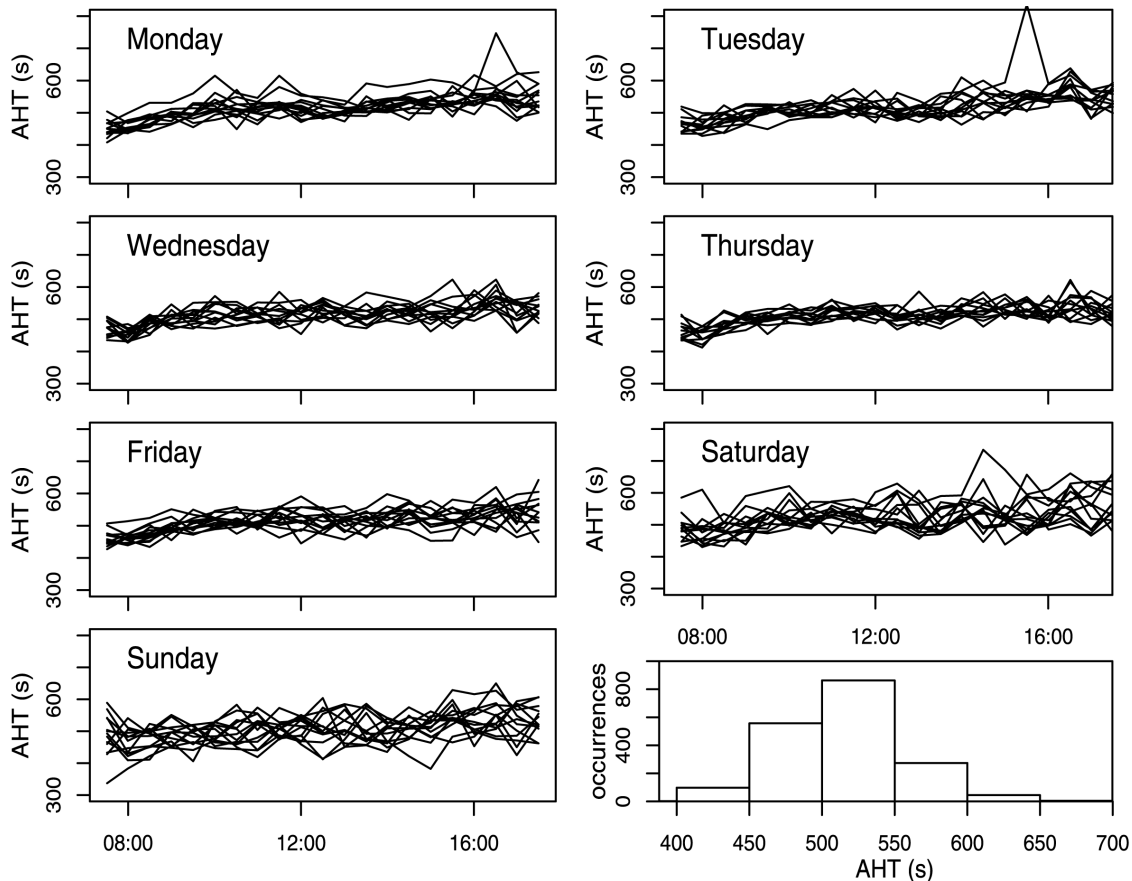 Monday
AHT (s)
600
300
Tuesday
AHT (s)
600
300
Wednesday
AHT (s)
600
300
Thursday
AHT (s)
600
300
Friday
AHT (s)
600
300
Saturday
AHT (s)
600
300
08:00 12:00 16:00
Sunday
AHT (s)
600
300
08:00 12:00 16:00
occurrences
800
400
0
400 450 500 550 600 650 700
AHT (s)